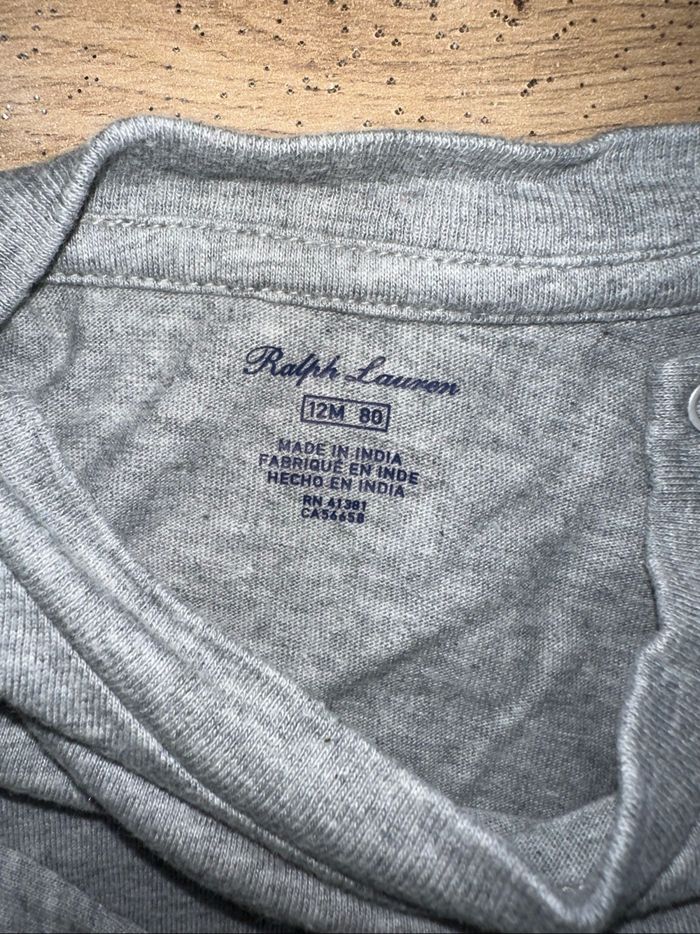 Ralph Lauren
12M 80
MADE IN INDIA
FABRIQUÉ EN INDE
HECHO EN INDIA
RN 41381
CA56658